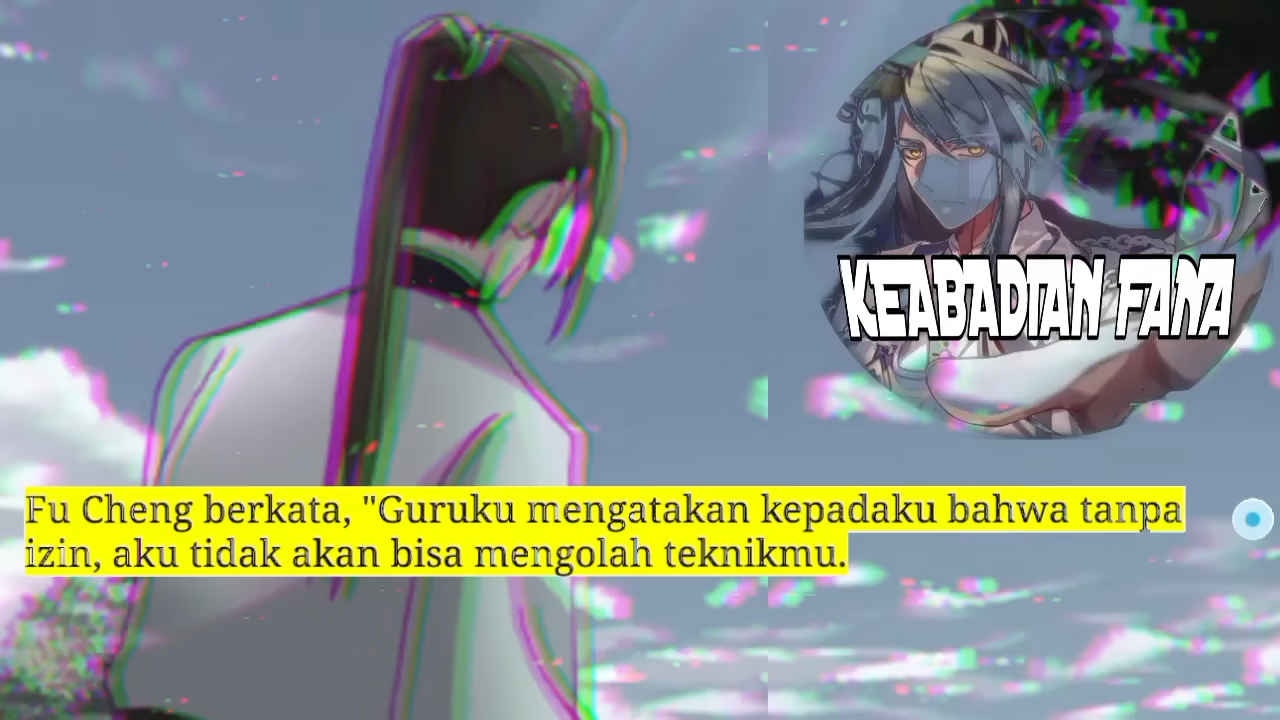 KEABADIAN FANA
Fu Cheng berkata, "Guruku mengatakan kepadaku bahwa tanpa
izin, aku tidak akan bisa mengolah teknikmu.